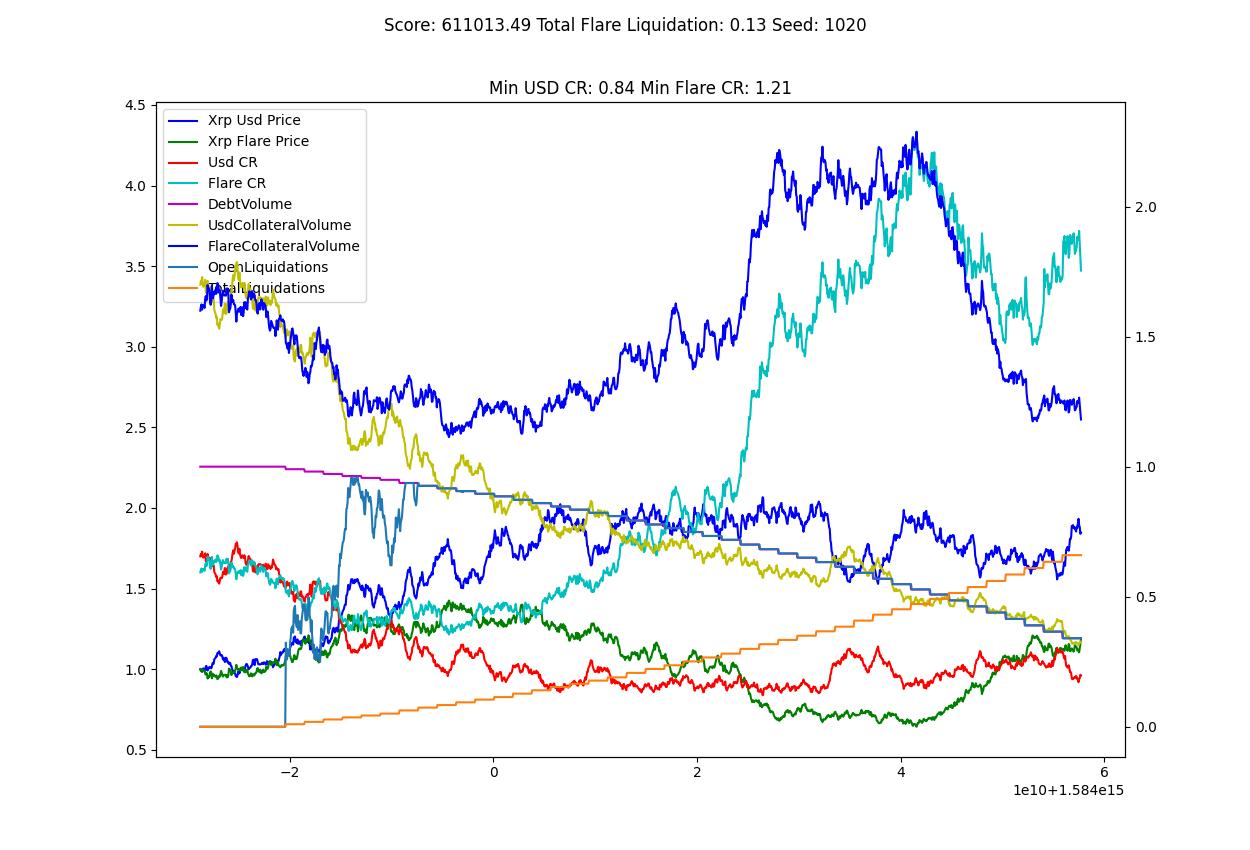 Score: 611013.49 Total Flare Liquidation: 0.13 Seed: 1020
Min USD CR: 0.84 Min Flare CR: 1.21
4.5
4.0
3.5
3.0
2.5
2.0
1.5
1.0
0.5
Xrp Usd Price
Xrp Flare Price
Usd CR
Flare CR
DebtVolume
UsdCollateralVolume
FlareCollateralVolume
OpenLiquidations
TotalLiquidations
2.0
1.5
1.0
0.5
0.0
−2 0 2 4 6
1e10+1.584e15